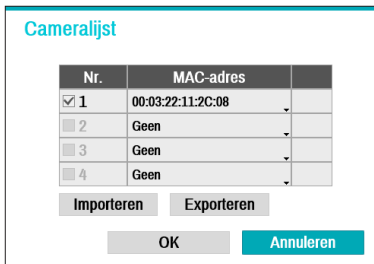 Cameralijst
Nr. MAC-adres
1 00:03:22:11:2C:08
2 Geen
3 Geen
4 Geen
Importeren Exporteren
OK Annuleren